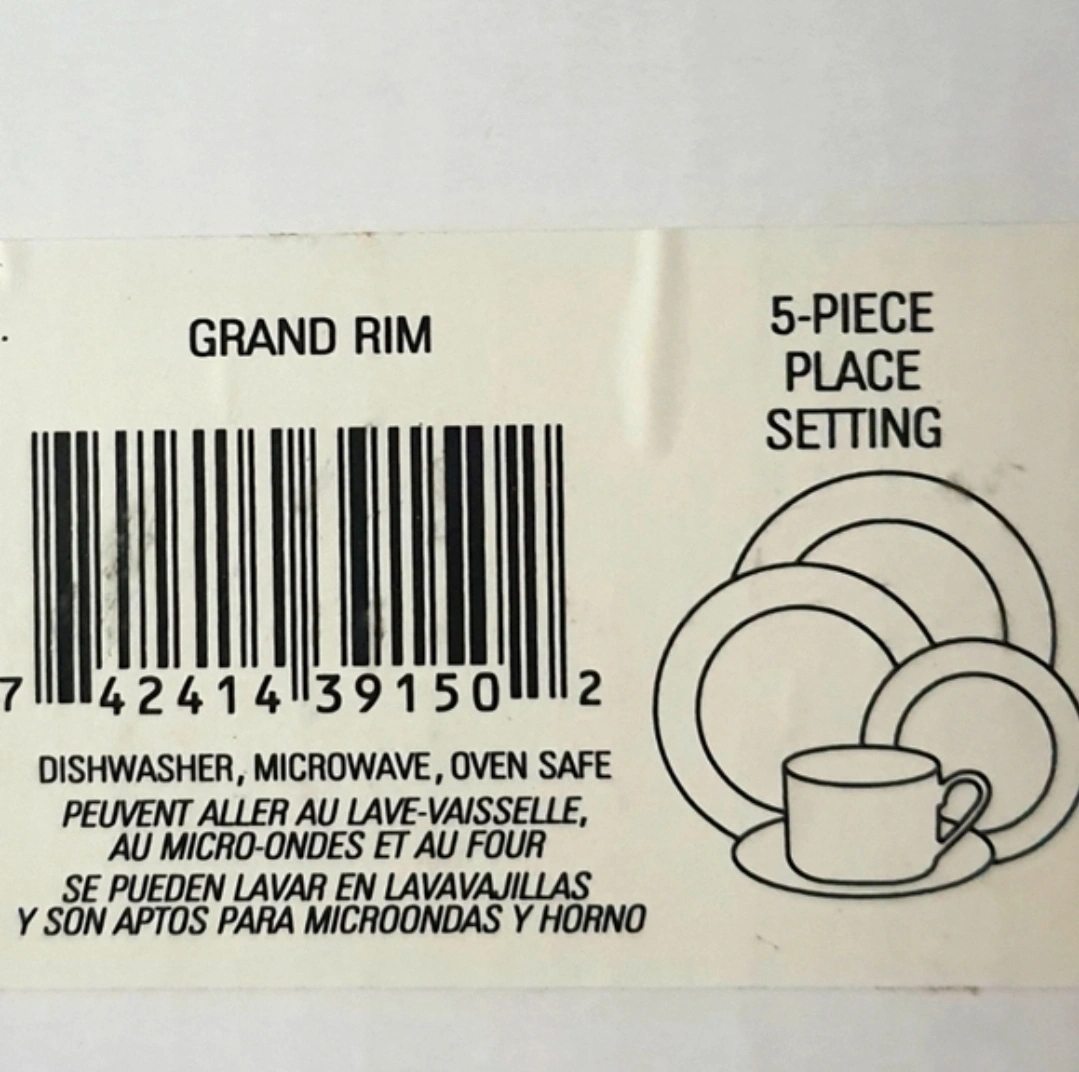 GRAND RIM
5-PIECE
PLACE
SETTING
7 42414 39150 2
DISHWASHER, MICROWAVE, OVEN SAFE
PEUVENT ALLER AU LAVE-VAISSELLE,
AU MICRO-ONDES ET AU FOUR
SE PUEDEN LAVAR EN LAVAVAJILLAS
Y SON APTOS PARA MICROONDAS Y HORNO